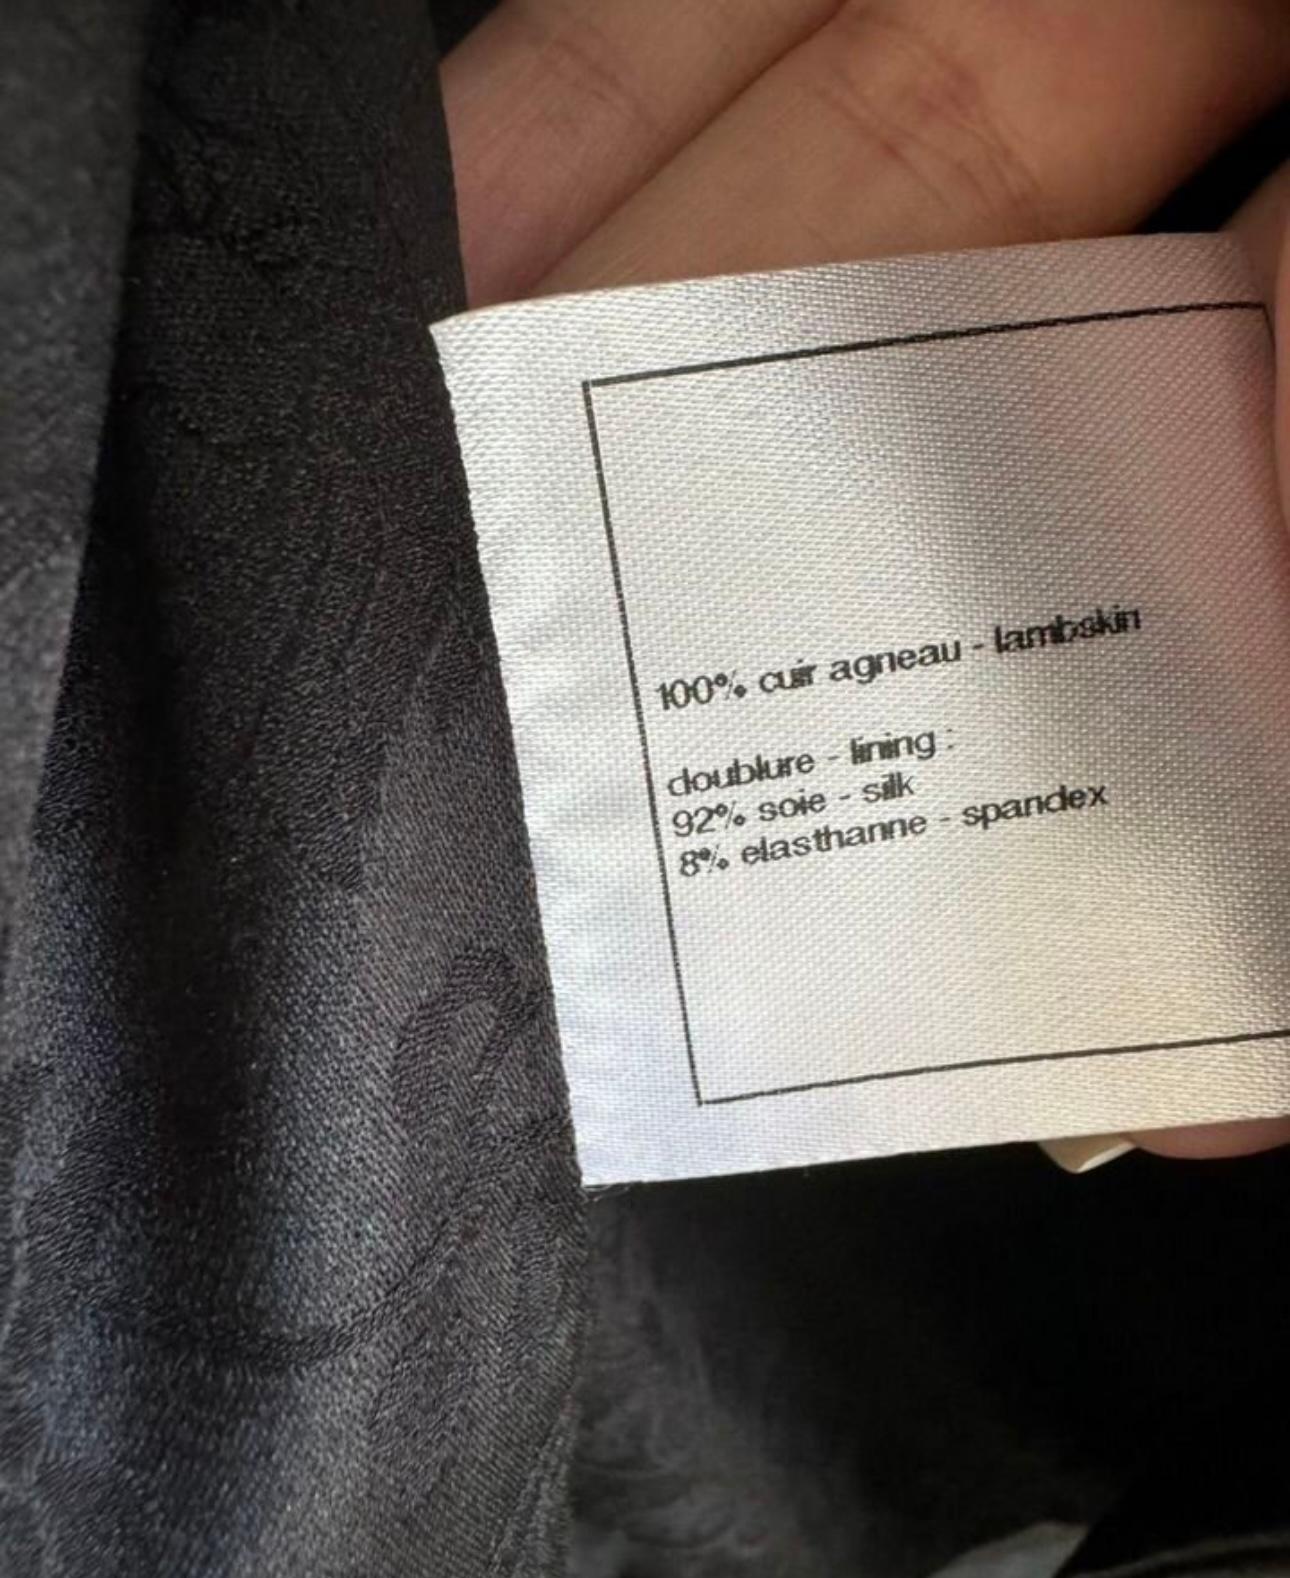 100% cuir agneau - lambskin
doublure - lining :
92% soie - silk
8% elasthanne - spandex